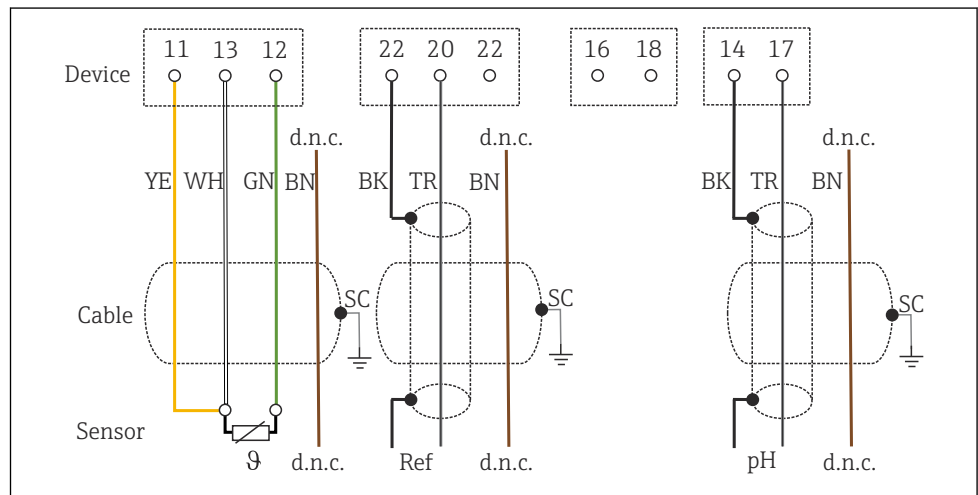 11 13 12 22 20 22 16 18 14 17
Device
d.n.c. d.n.c. d.n.c.
YE WH GN BN BK TR BN BK TR BN
SC SC SC
Cable
Sensor
ϑ d.n.c. Ref d.n.c. pH d.n.c.